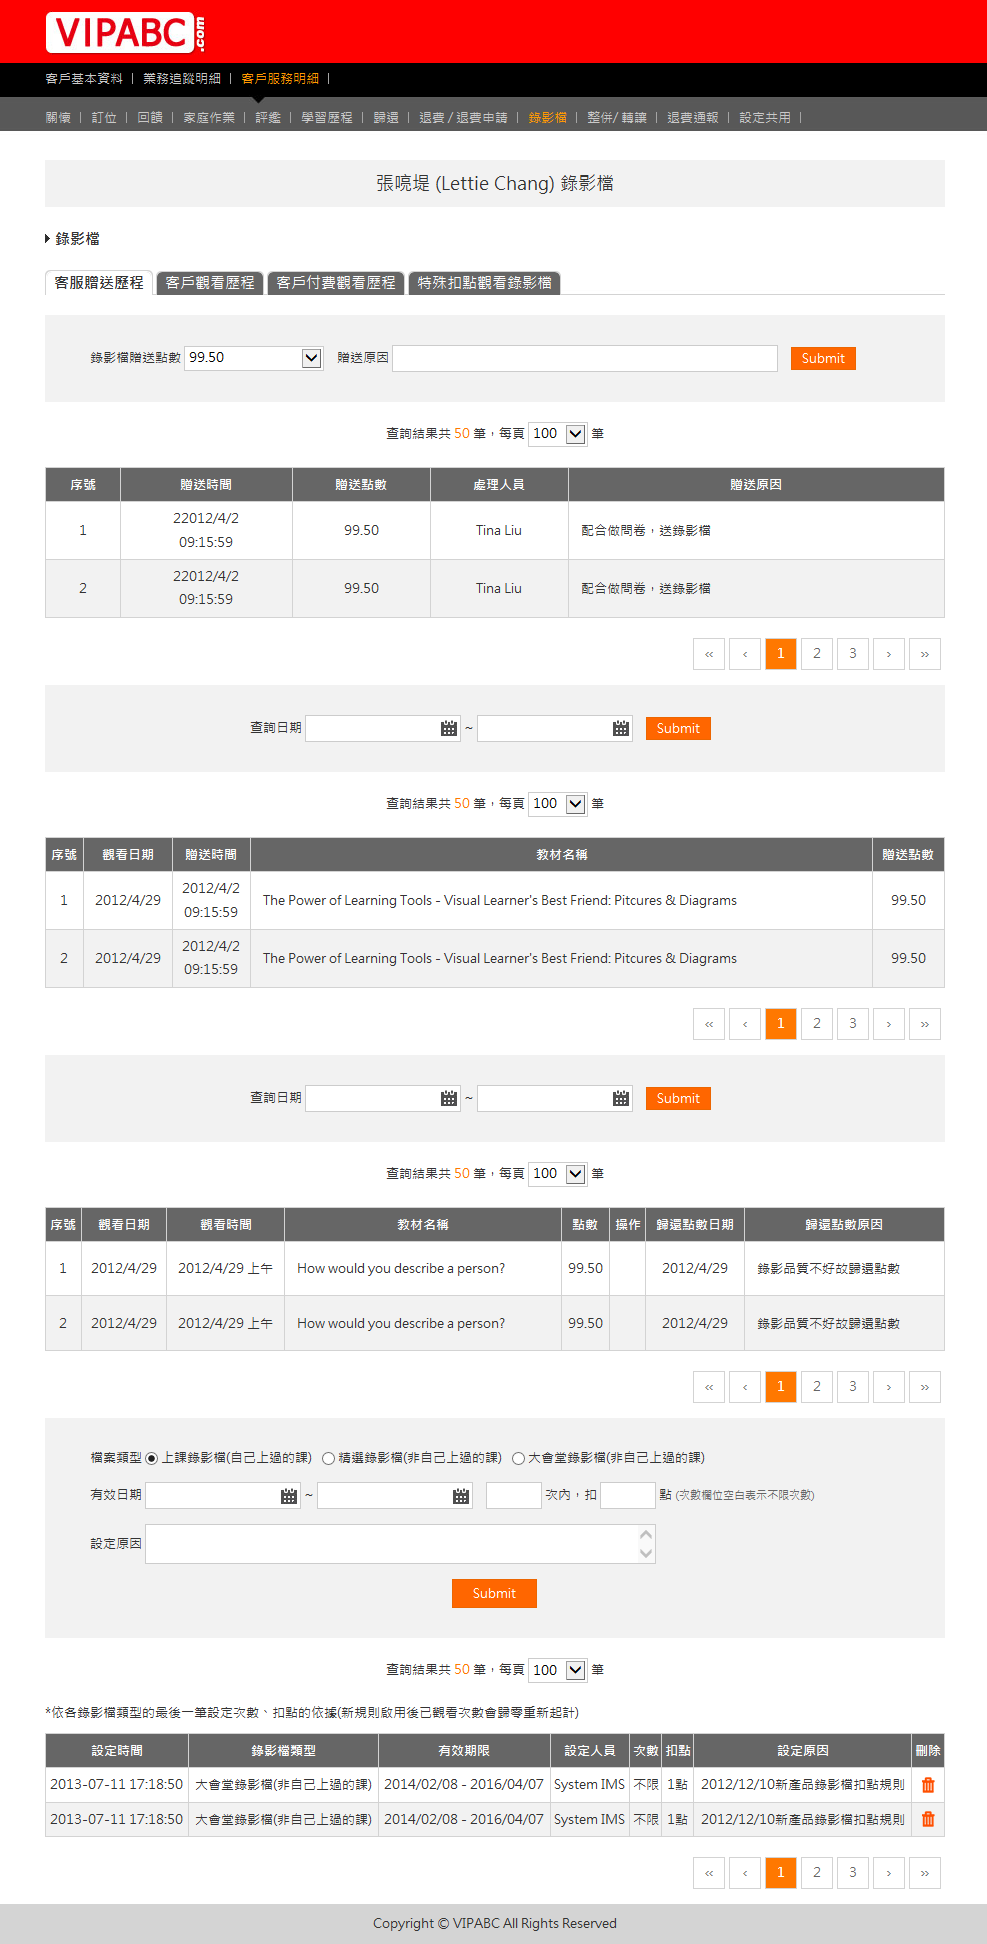 VIPABC.com
客戶基本資料 | 業務追蹤明細 | 客戶服務明細 |
關懷 | 訂位 | 回饋 | 家庭作業 | 評鑑 | 學習歷程 | 歸還 | 退費 / 退費申請 | 錄影檔 | 整併/ 轉讓 | 退費通報 | 設定共用 |
張喨堤 (Lettie Chang) 錄影檔
錄影檔
客服贈送歷程 客戶觀看歷程 客戶付費觀看歷程 特殊扣點觀看錄影檔
錄影檔贈送點數 99.50 贈送原因 Submit
查詢結果共 50 筆，每頁 100 筆
序號 贈送時間 贈送點數 處理人員 贈送原因
1 22012/4/2 09:15:59 99.50 Tina Liu 配合做問卷，送錄影檔
2 22012/4/2 09:15:59 99.50 Tina Liu 配合做問卷，送錄影檔
« ‹ 1 2 3 › »
查詢日期 ~ Submit
查詢結果共 50 筆，每頁 100 筆
序號 觀看日期 贈送時間 教材名稱 贈送點數
1 2012/4/29 2012/4/2 09:15:59 The Power of Learning Tools - Visual Learner's Best Friend: Pitcures & Diagrams 99.50
2 2012/4/29 2012/4/2 09:15:59 The Power of Learning Tools - Visual Learner's Best Friend: Pitcures & Diagrams 99.50
« ‹ 1 2 3 › »
查詢日期 ~ Submit
查詢結果共 50 筆，每頁 100 筆
序號 觀看日期 觀看時間 教材名稱 點數 操作 歸還點數日期 歸還點數原因
1 2012/4/29 2012/4/29 上午 How would you describe a person? 99.50 2012/4/29 錄影品質不好故歸還點數
2 2012/4/29 2012/4/29 上午 How would you describe a person? 99.50 2012/4/29 錄影品質不好故歸還點數
« ‹ 1 2 3 › »
檔案類型 上課錄影檔(自己上過的課) 精選錄影檔(非自己上過的課) 大會堂錄影檔(非自己上過的課)
有效日期 ~ 次內，扣 點 (次數欄位空白表示不限次數)
設定原因
Submit
查詢結果共 50 筆，每頁 100 筆
*依各錄影檔類型的最後一筆設定次數、扣點的依據(新規則啟用後已觀看次數會歸零重新起計)
設定時間 錄影檔類型 有效期限 設定人員 次數 扣點 設定原因 刪除
2013-07-11 17:18:50 大會堂錄影檔(非自己上過的課) 2014/02/08 - 2016/04/07 System IMS 不限 1點 2012/12/10新產品錄影檔扣點規則
2013-07-11 17:18:50 大會堂錄影檔(非自己上過的課) 2014/02/08 - 2016/04/07 System IMS 不限 1點 2012/12/10新產品錄影檔扣點規則
« ‹ 1 2 3 › »
Copyright © VIPABC All Rights Reserved